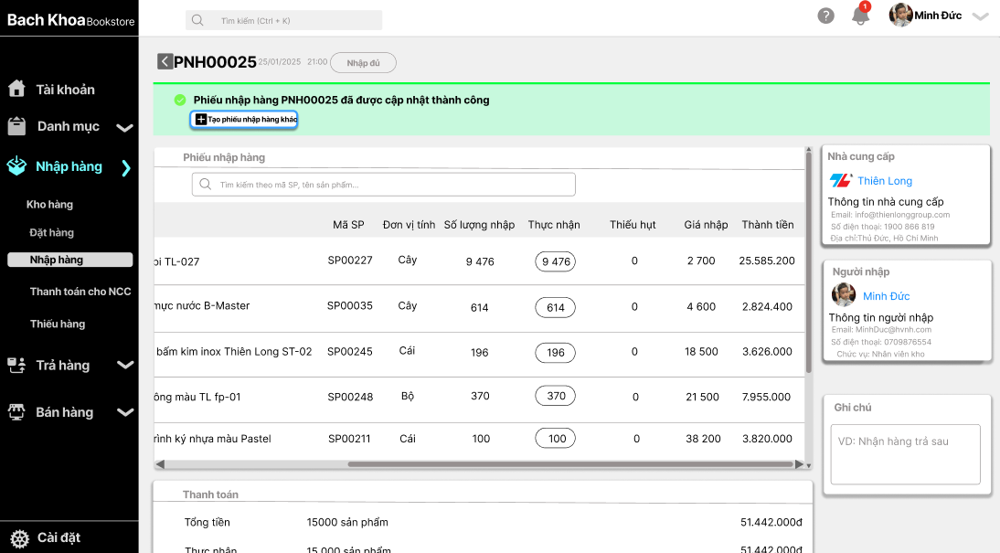 Bach Khoa Bookstore
Tìm kiếm (Ctrl + K)
?
1
Minh Đức
Tài khoản
Danh mục
Nhập hàng
Kho hàng
Đặt hàng
Nhập hàng
Thanh toán cho NCC
Thiếu hàng
Trả hàng
Bán hàng
Cài đặt
PNH00025 25/01/2025 21:00 Nhập đủ
Phiếu nhập hàng PNH00025 đã được cập nhật thành công
Tạo phiếu nhập hàng khác
Phiếu nhập hàng
Tìm kiếm theo mã SP, tên sản phẩm...
Mã SP Đơn vị tính Số lượng nhập Thực nhận Thiếu hụt Giá nhập Thành tiền
bi TL-027 SP00227 Cây 9 476 9 476 0 2 700 25.585.200
mực nước B-Master SP00035 Cây 614 614 0 4 600 2.824.400
bấm kim inox Thiên Long ST-02 SP00245 Cái 196 196 0 18 500 3.626.000
ông màu TL fp-01 SP00248 Bộ 370 370 0 21 500 7.955.000
rình ký nhựa màu Pastel SP00211 Cái 100 100 0 38 200 3.820.000
Thanh toán
Tổng tiền 15000 sản phẩm 51.442.000đ
Thực nhận 15 000 sản phẩm 51.442.000đ
Nhà cung cấp
Thiên Long
Thông tin nhà cung cấp
Email: info@thienlonggroup.com
Số điện thoại: 1900 866 819
Địa chỉ:Thủ Đức, Hồ Chí Minh
Người nhập
Minh Đức
Thông tin người nhập
Email: MinhDuc@hvnh.com
Số điện thoại: 0709876554
Chức vụ: Nhân viên kho
Ghi chú
VD: Nhận hàng trả sau